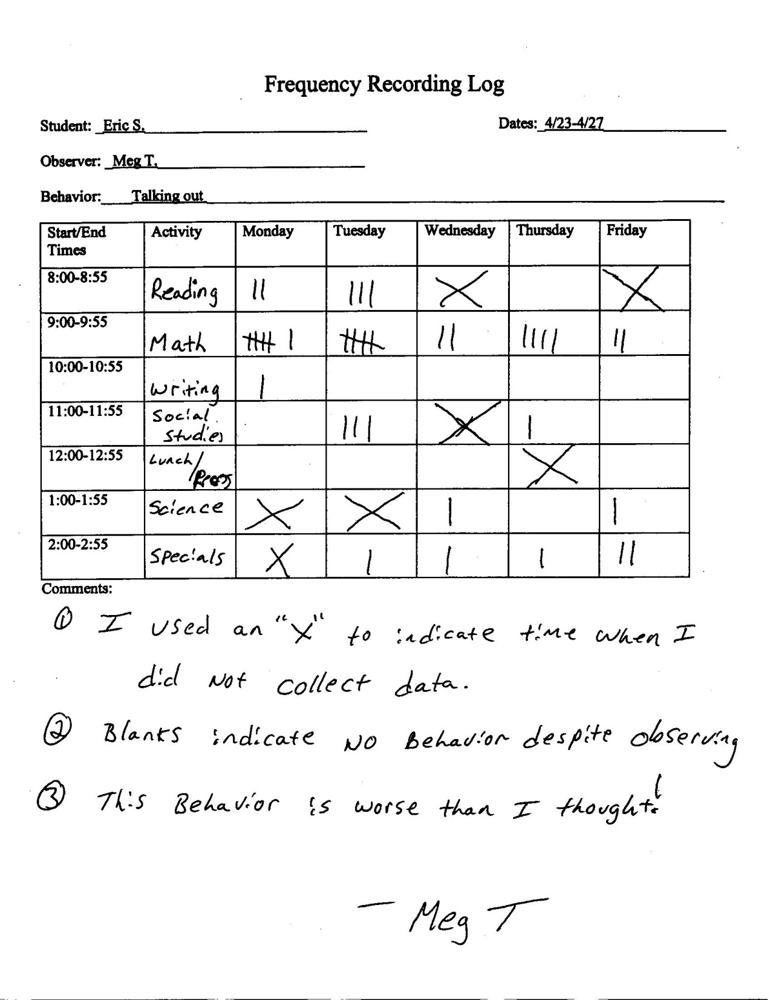 Frequency Recording Log
Student: Eric S. Dates: 4/23-4/27
Observer: Meg T.
Behavior: Talking out
Start/End Times Activity Monday Tuesday Wednesday Thursday Friday
8:00-8:55 Reading || ||| X X
9:00-9:55 Math |||| | |||| || |||| ||
10:00-10:55 Writing |
11:00-11:55 Social Studies ||| X |
12:00-12:55 Lunch/ X
1:00-1:55 Science X X | |
2:00-2:55 Specials X | | | ||
Comments:
① I used an "X" to indicate time when I
did Not collect data.
② Blanks indicate NO Behavior despite observing
③ This Behavior is worse than I thought!
- Meg T